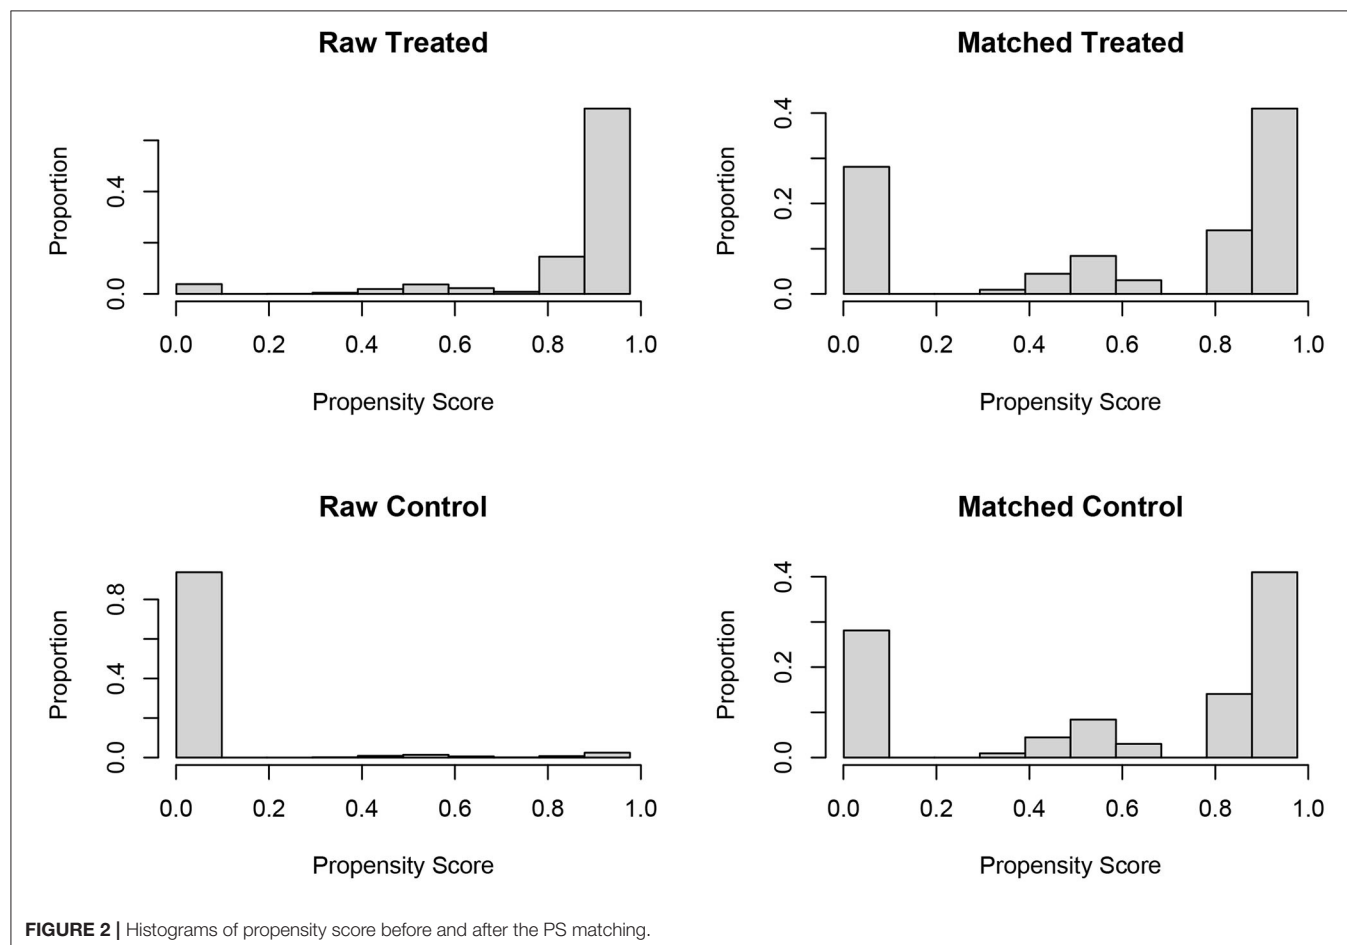 Raw Treated
Proportion
0.0 0.4
0.0 0.2 0.4 0.6 0.8 1.0
Propensity Score
Matched Treated
Proportion
0.0 0.2 0.4
0.0 0.2 0.4 0.6 0.8 1.0
Propensity Score
Raw Control
Proportion
0.0 0.4 0.8
0.0 0.2 0.4 0.6 0.8 1.0
Propensity Score
Matched Control
Proportion
0.0 0.2 0.4
0.0 0.2 0.4 0.6 0.8 1.0
Propensity Score
FIGURE 2 | Histograms of propensity score before and after the PS matching.